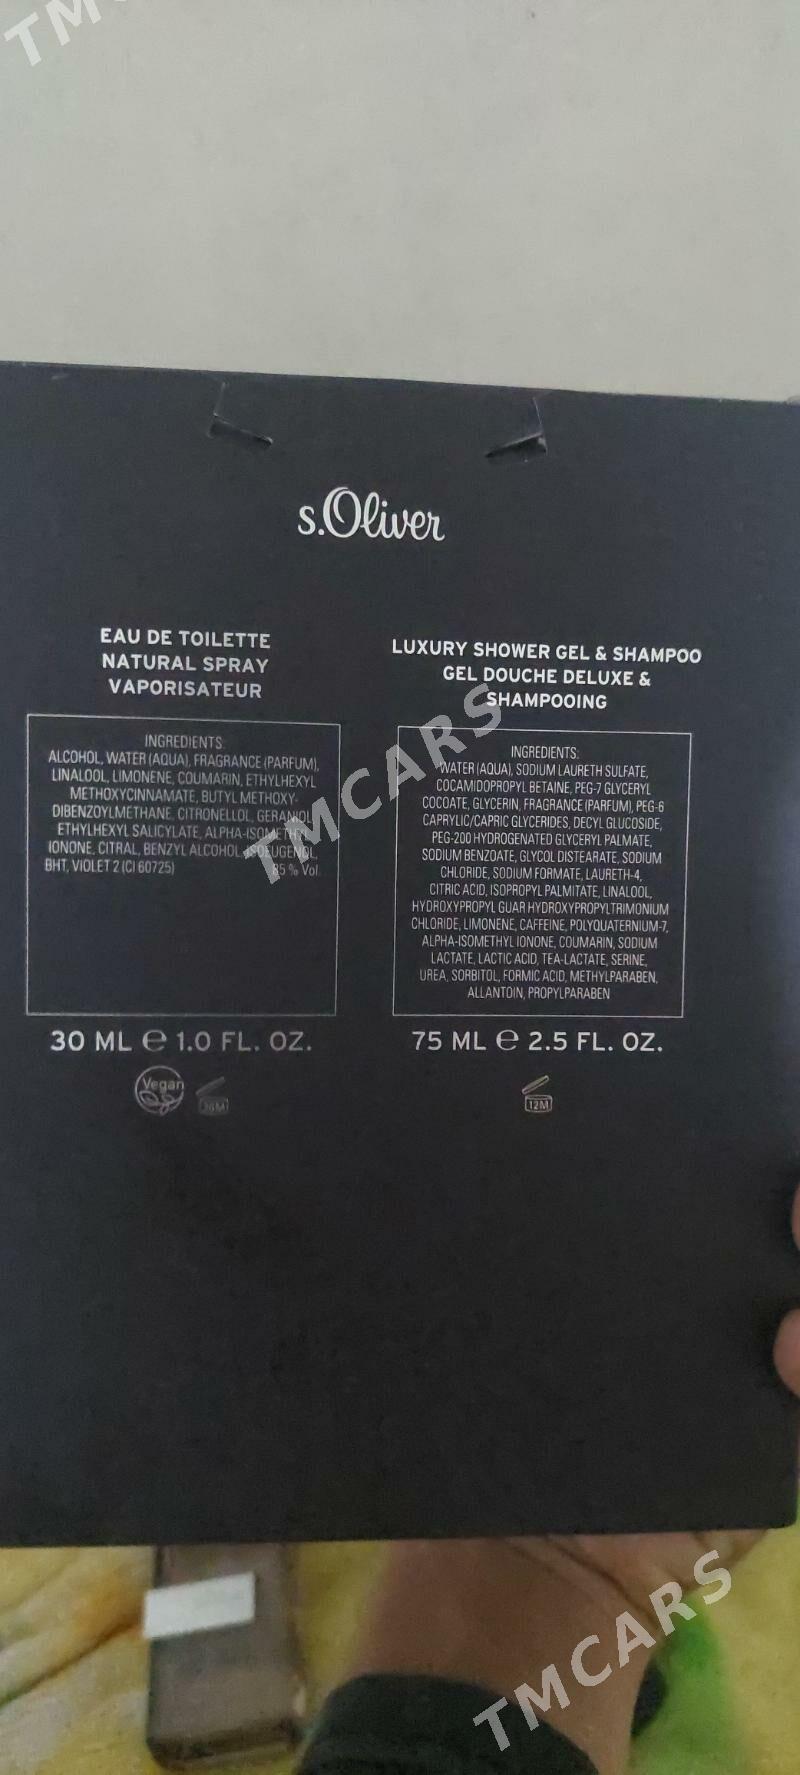 TM
s.Oliver
EAU DE TOILETTE
NATURAL SPRAY
VAPORISATEUR
INGREDIENTS:
ALCOHOL, WATER (AQUA), FRAGRANCE (PARFUM),
LINALOOL, LIMONENE, COUMARIN, ETHYLHEXYL
METHOXYCINNAMATE, BUTYL METHOXY-
DIBENZOYLMETHANE, CITRONELLOL, GERANIOL,
ETHYLHEXYL SALICYLATE, ALPHA-ISOMETHYL
IONONE, CITRAL, BENZYL ALCOHOL, ISOEUGENOL,
BHT, VIOLET 2 (CI 60725) 85 % Vol.
30 ML e 1.0 FL. OZ.
Vegan
36M
LUXURY SHOWER GEL & SHAMPOO
GEL DOUCHE DELUXE &
SHAMPOOING
INGREDIENTS:
WATER (AQUA), SODIUM LAURETH SULFATE,
COCAMIDOPROPYL BETAINE, PEG-7 GLYCERYL
COCOATE, GLYCERIN, FRAGRANCE (PARFUM), PEG-6
CAPRYLIC/CAPRIC GLYCERIDES, DECYL GLUCOSIDE,
PEG-200 HYDROGENATED GLYCERYL PALMATE,
SODIUM BENZOATE, GLYCOL DISTEARATE, SODIUM
CHLORIDE, SODIUM FORMATE, LAURETH-4,
CITRIC ACID, ISOPROPYL PALMITATE, LINALOOL,
HYDROXYPROPYL GUAR HYDROXYPROPYLTRIMONIUM
CHLORIDE, LIMONENE, CAFFEINE, POLYQUATERNIUM-7,
ALPHA-ISOMETHYL IONONE, COUMARIN, SODIUM
LACTATE, LACTIC ACID, TEA-LACTATE, SERINE,
UREA, SORBITOL, FORMIC ACID, METHYLPARABEN,
ALLANTOIN, PROPYLPARABEN
75 ML e 2.5 FL. OZ.
12M
TMCARS
TMCARS